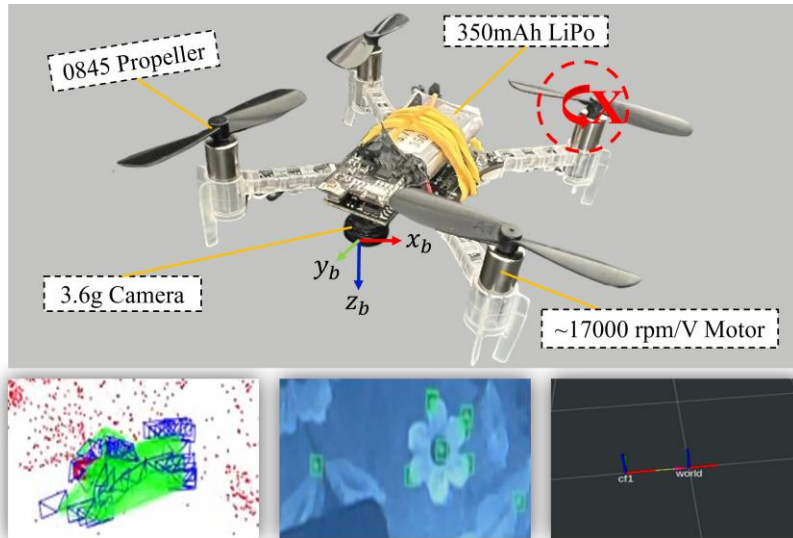 350mAh LiPo
0845 Propeller
X
x_b
y_b
z_b
3.6g Camera
~17000 rpm/V Motor
cf1
world